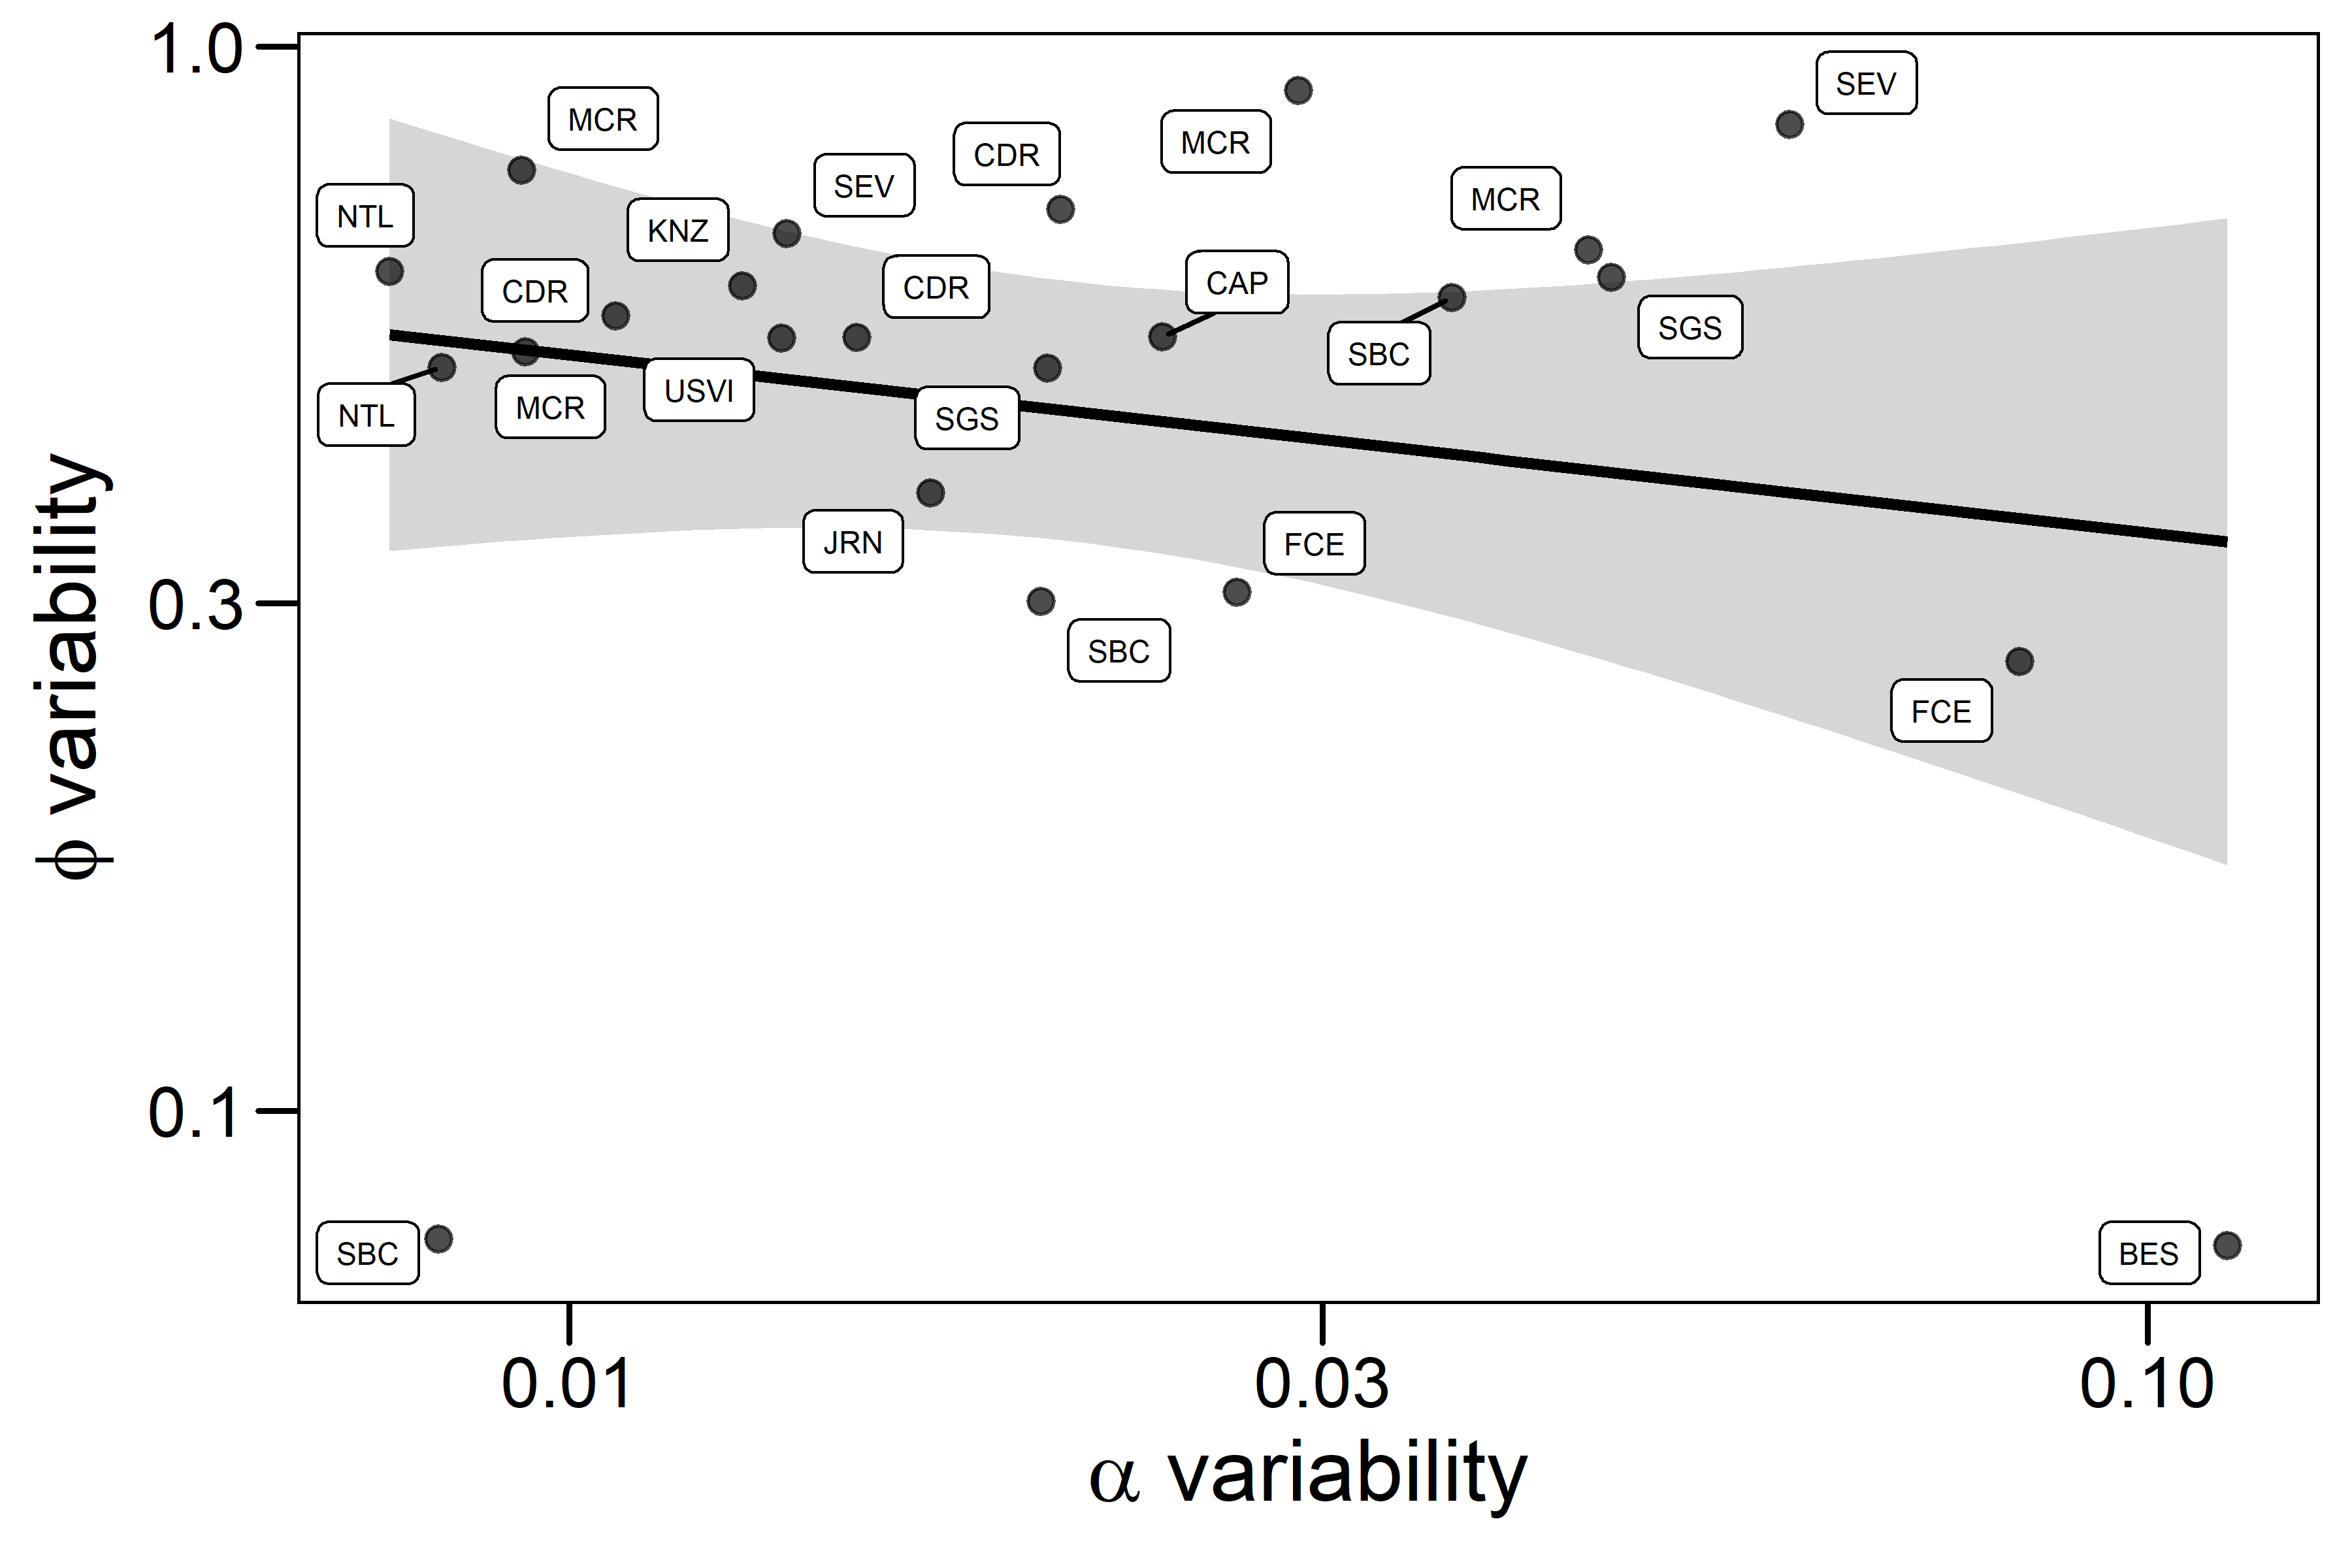 1.0
0.3
0.1
φ variability
SEV
MCR
MCR
CDR
SEV
MCR
NTL
KNZ
CAP
CDR
CDR
SGS
SBC
USVI
MCR
NTL
SGS
JRN
FCE
SBC
FCE
SBC
BES
0.01
0.03
0.10
α variability